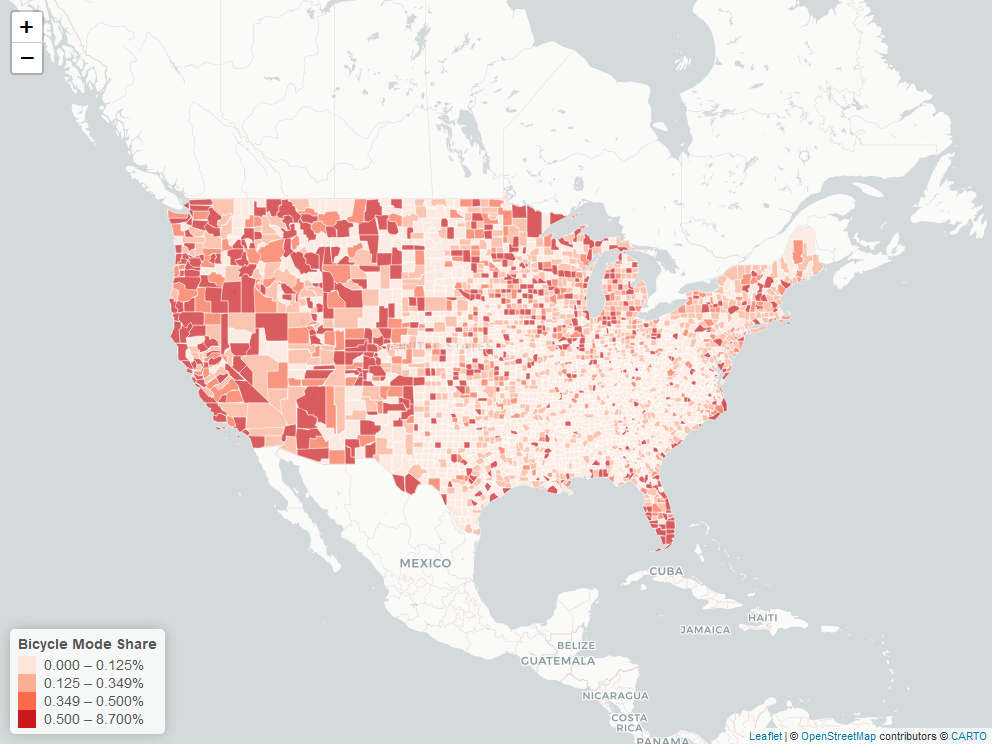 +
−
MEXICO
CUBA
HAITI
JAMAICA
BELIZE
GUATEMALA
NICARAGUA
COSTA
RICA
PANAMA
Bicycle Mode Share
0.000 – 0.125%
0.125 – 0.349%
0.349 – 0.500%
0.500 – 8.700%
Leaflet | © OpenStreetMap contributors © CARTO